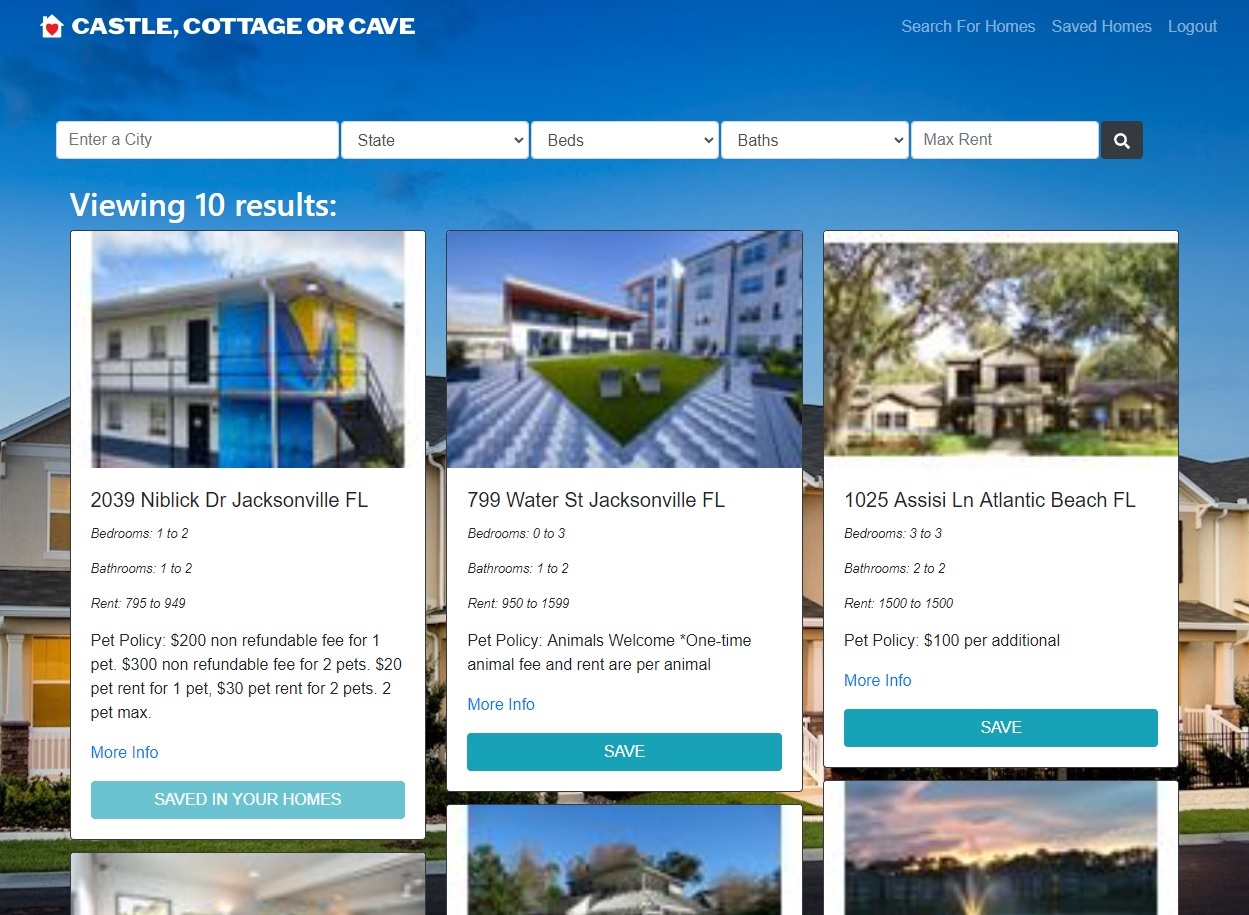 CASTLE, COTTAGE OR CAVE
Search For Homes Saved Homes Logout
Enter a City State Beds Baths Max Rent
Viewing 10 results:
2039 Niblick Dr Jacksonville FL
Bedrooms: 1 to 2
Bathrooms: 1 to 2
Rent: 795 to 949
Pet Policy: $200 non refundable fee for 1
pet. $300 non refundable fee for 2 pets. $20
pet rent for 1 pet, $30 pet rent for 2 pets. 2
pet max.
More Info
SAVED IN YOUR HOMES
799 Water St Jacksonville FL
Bedrooms: 0 to 3
Bathrooms: 1 to 2
Rent: 950 to 1599
Pet Policy: Animals Welcome *One-time
animal fee and rent are per animal
More Info
SAVE
1025 Assisi Ln Atlantic Beach FL
Bedrooms: 3 to 3
Bathrooms: 2 to 2
Rent: 1500 to 1500
Pet Policy: $100 per additional
More Info
SAVE